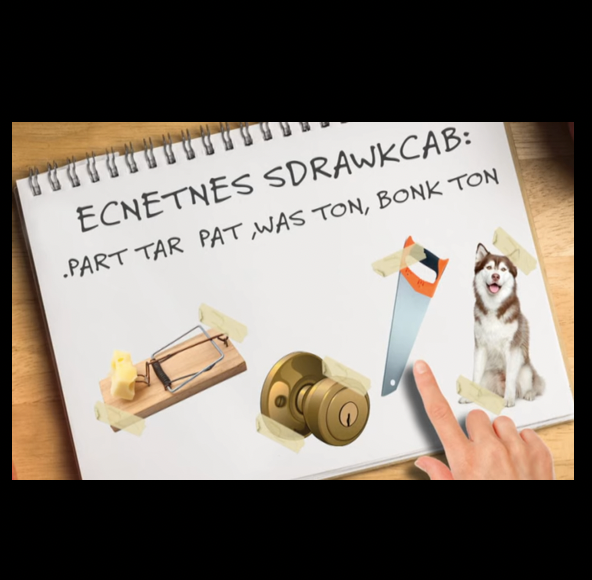 ECNETNES SDRAWKCAB:
.PART TAR PAT ,WAS TON, BONK TON